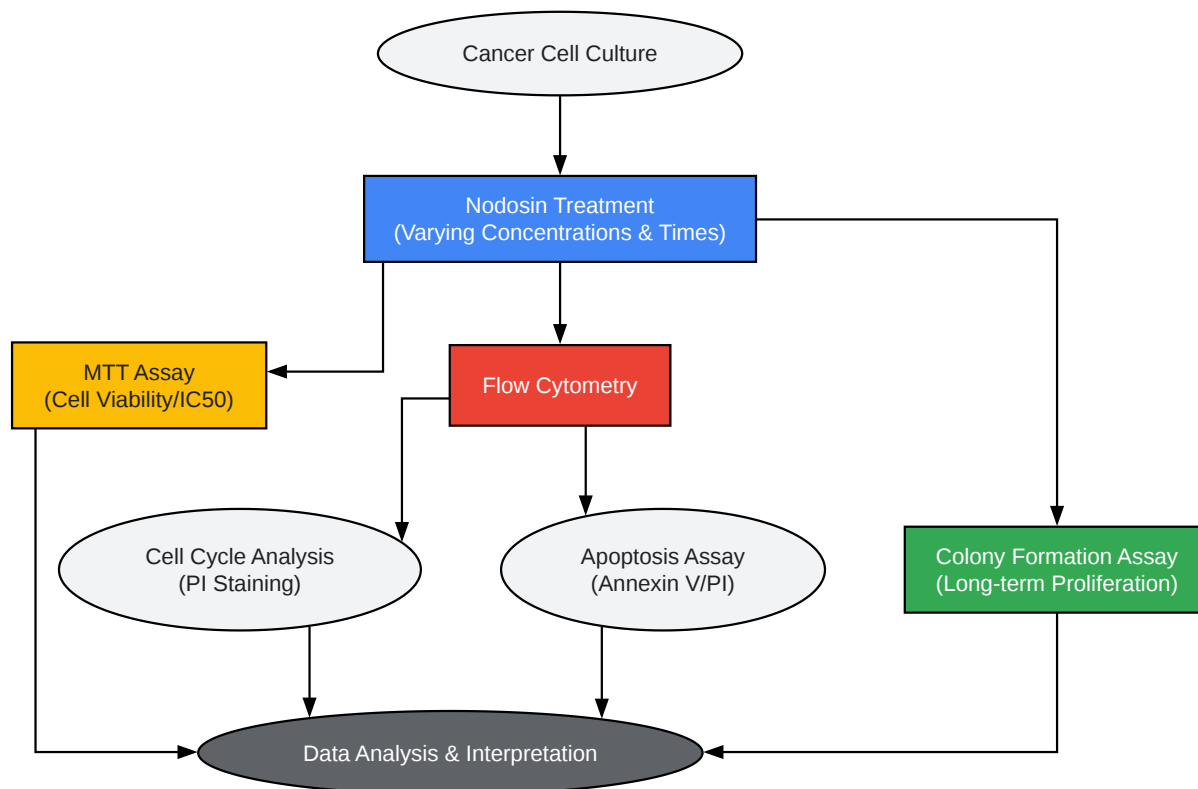 Cancer Cell Culture
Nodosin Treatment
(Varying Concentrations & Times)
MTT Assay
(Cell Viability/IC50)
Flow Cytometry
Cell Cycle Analysis
(PI Staining)
Apoptosis Assay
(Annexin V/PI)
Colony Formation Assay
(Long-term Proliferation)
Data Analysis & Interpretation